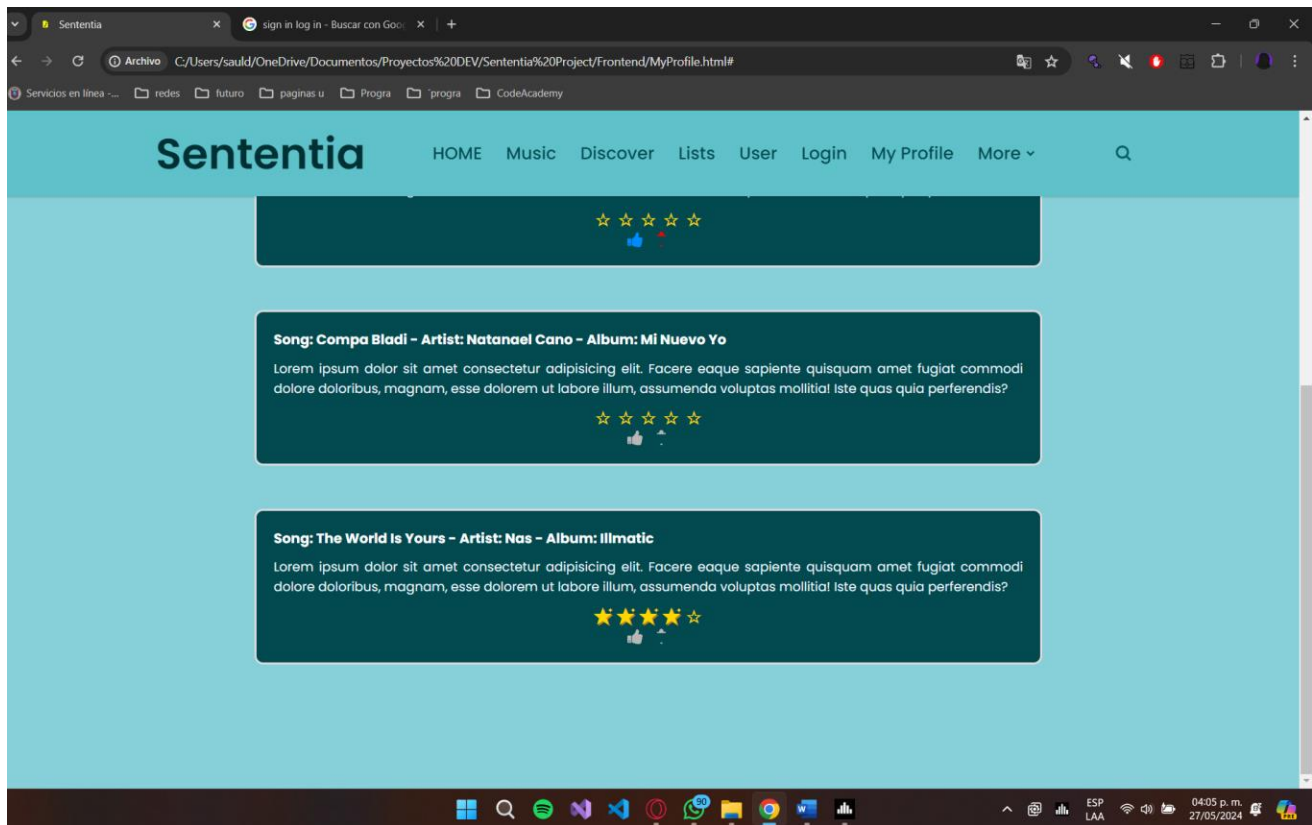 Sententia
sign in log in - Buscar con Goo
Archivo C:/Users/sauld/OneDrive/Documentos/Proyectos%20DEV/Sententia%20Project/Frontend/MyProfile.html#
Servicios en línea -... redes futuro paginas u Progra ´progra CodeAcademy
Sententia HOME Music Discover Lists User Login My Profile More
Song: Compa Bladi - Artist: Natanael Cano - Album: Mi Nuevo Yo
Lorem ipsum dolor sit amet consectetur adipisicing elit. Facere eaque sapiente quisquam amet fugiat commodi
dolore doloribus, magnam, esse dolorem ut labore illum, assumenda voluptas mollitia! Iste quas quia perferendis?
Song: The World Is Yours - Artist: Nas - Album: Illmatic
Lorem ipsum dolor sit amet consectetur adipisicing elit. Facere eaque sapiente quisquam amet fugiat commodi
dolore doloribus, magnam, esse dolorem ut labore illum, assumenda voluptas mollitia! Iste quas quia perferendis?
90
ESP
LAA
04:05 p. m.
27/05/2024